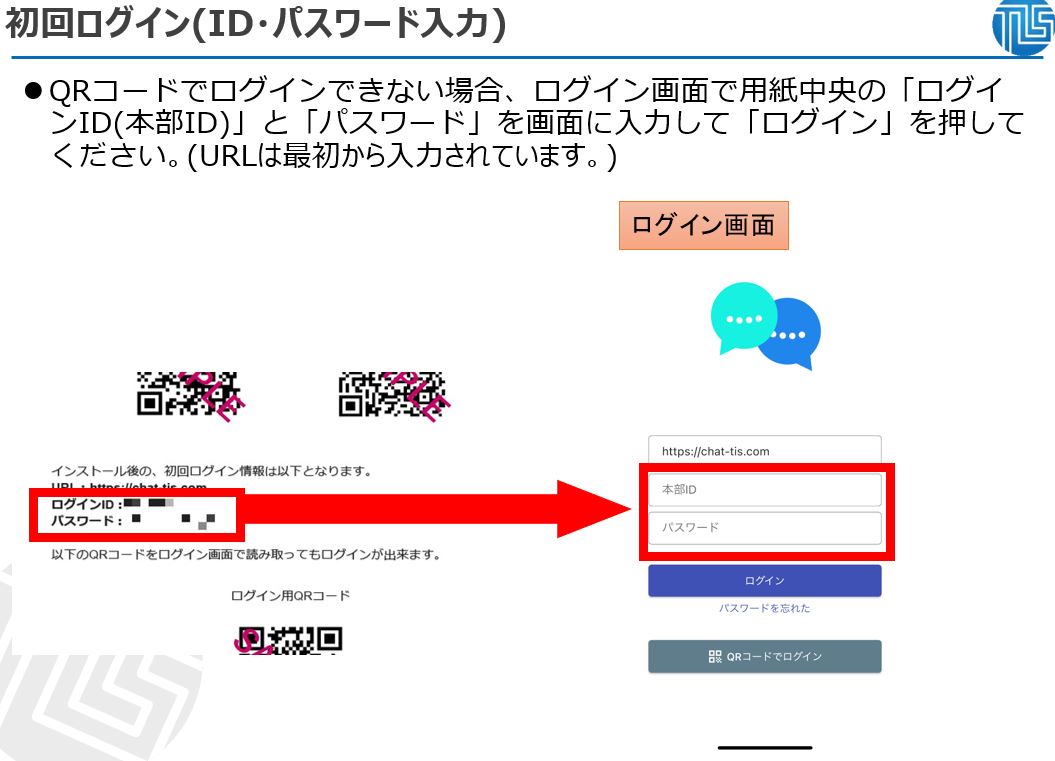 初回ログイン(ID・パスワード入力)
TIS
●QRコードでログインできない場合、ログイン画面で用紙中央の「ログイ
ンID(本部ID)」と「パスワード」を画面に入力して「ログイン」を押して
ください。(URLは最初から入力されています。)
ログイン画面
インストール後の、初回ログイン情報は以下となります。
URL：https://chat-tis.com
ログインID：
パスワード：
以下のQRコードをログイン画面で読み取ってもログインが出来ます。
ログイン用QRコード
https://chat-tis.com
本部ID
パスワード
ログイン
パスワードを忘れた
QRコードでログイン